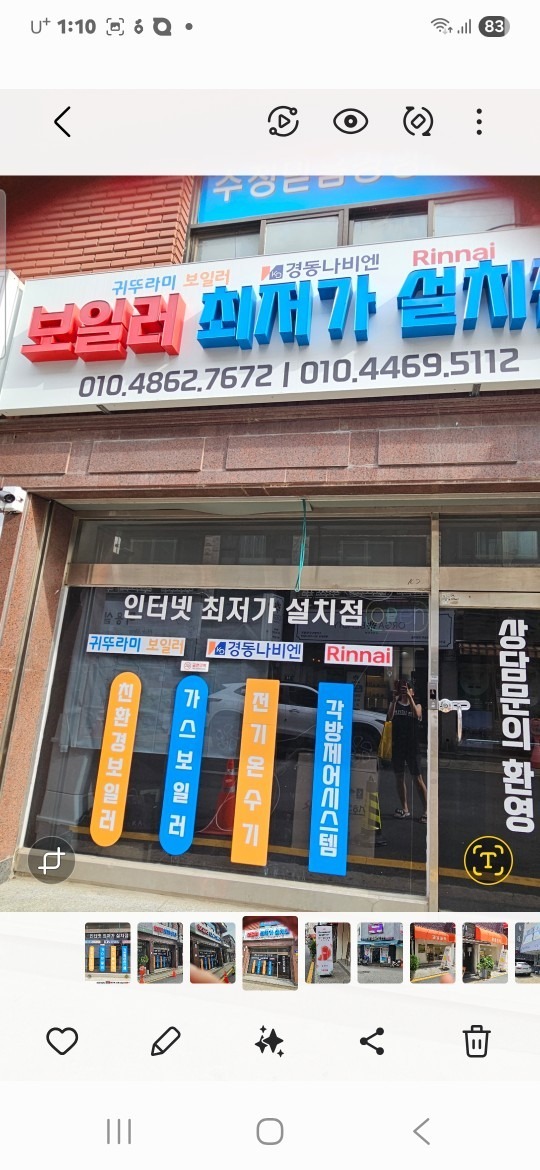 U⁺ 1:10
83
귀뚜라미 보일러 KD 경동나비엔 Rinnai
보일러 최저가 설치
010.4862.7672 | 010.4469.5112
인터넷 최저가 설치점
귀뚜라미 보일러 KD 경동나비엔 Rinnai
친환경보일러
가스보일러
전기온수기
각방제어시스템
상담문의 환영
T